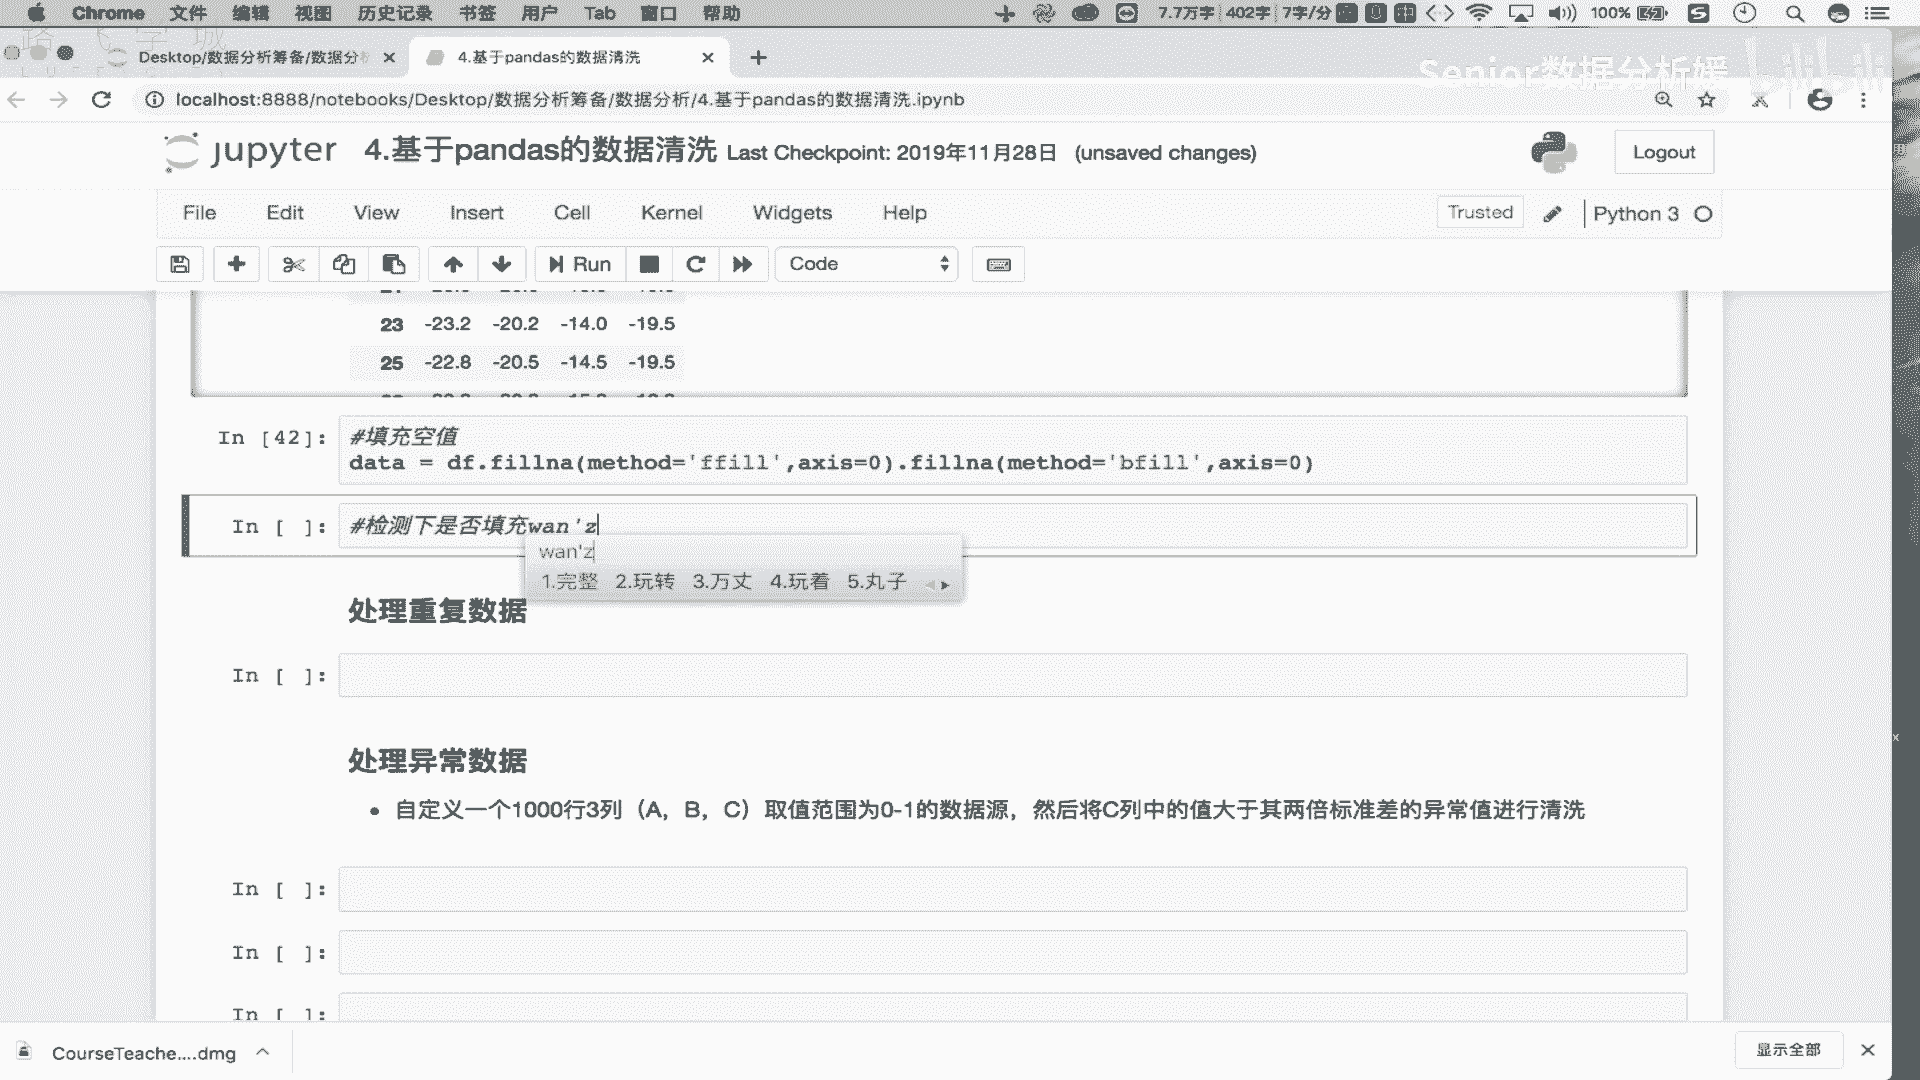 Chrome 文件 编辑 视图 历史记录 书签 用户 Tab 窗口 帮助 7.7万字 402字 7字/分 中 100%
Desktop/数据分析筹备/数据分 4.基于pandas的数据清洗
Senior数据分析媛 bilibili
localhost:8888/notebooks/Desktop/数据分析筹备/数据分析/4.基于pandas的数据清洗.ipynb
jupyter 4.基于pandas的数据清洗 Last Checkpoint: 2019年11月28日 (unsaved changes) Logout
File Edit View Insert Cell Kernel Widgets Help Trusted Python 3
Run Code
23 -23.2 -20.2 -14.0 -19.5
25 -22.8 -20.5 -14.5 -19.5
In [42]: #填充空值
data = df.fillna(method='ffill',axis=0).fillna(method='bfill',axis=0)
In [ ]: #检测下是否填充wan'z
wan'z
1.完整 2.玩转 3.万丈 4.玩着 5.丸子
处理重复数据
In [ ]:
处理异常数据
• 自定义一个1000行3列（A，B，C）取值范围为0-1的数据源，然后将C列中的值大于其两倍标准差的异常值进行清洗
In [ ]:
In [ ]:
In [ ]:
CourseTeache....dmg 显示全部